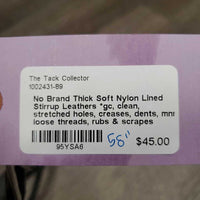 The Tack Collector
1002431-89
No Brand Thick Soft Nylon Lined
Stirrup Leathers *gc, clean,
stretched holes, creases, dents, mnr
loose threads, rubs & scrapes
58"
$45.00
95YSA6